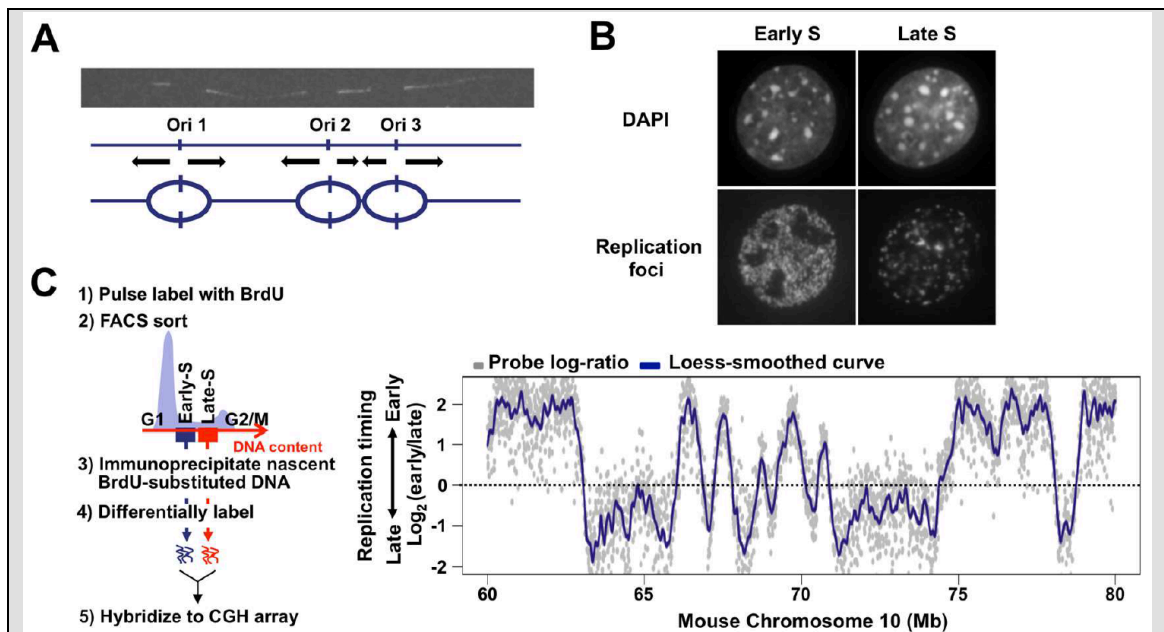 A
Ori 1 Ori 2 Ori 3
B
Early S Late S
DAPI
Replication
foci
C
1) Pulse label with BrdU
2) FACS sort
G1 Early-S Late-S G2/M
DNA content
3) Immunoprecipitate nascent
BrdU-substituted DNA
4) Differentially label
5) Hybridize to CGH array
Probe log-ratio Loess-smoothed curve
Replication timing
Late Early
Log2 (early/late)
2
1
0
-1
-2
60 65 70 75 80
Mouse Chromosome 10 (Mb)